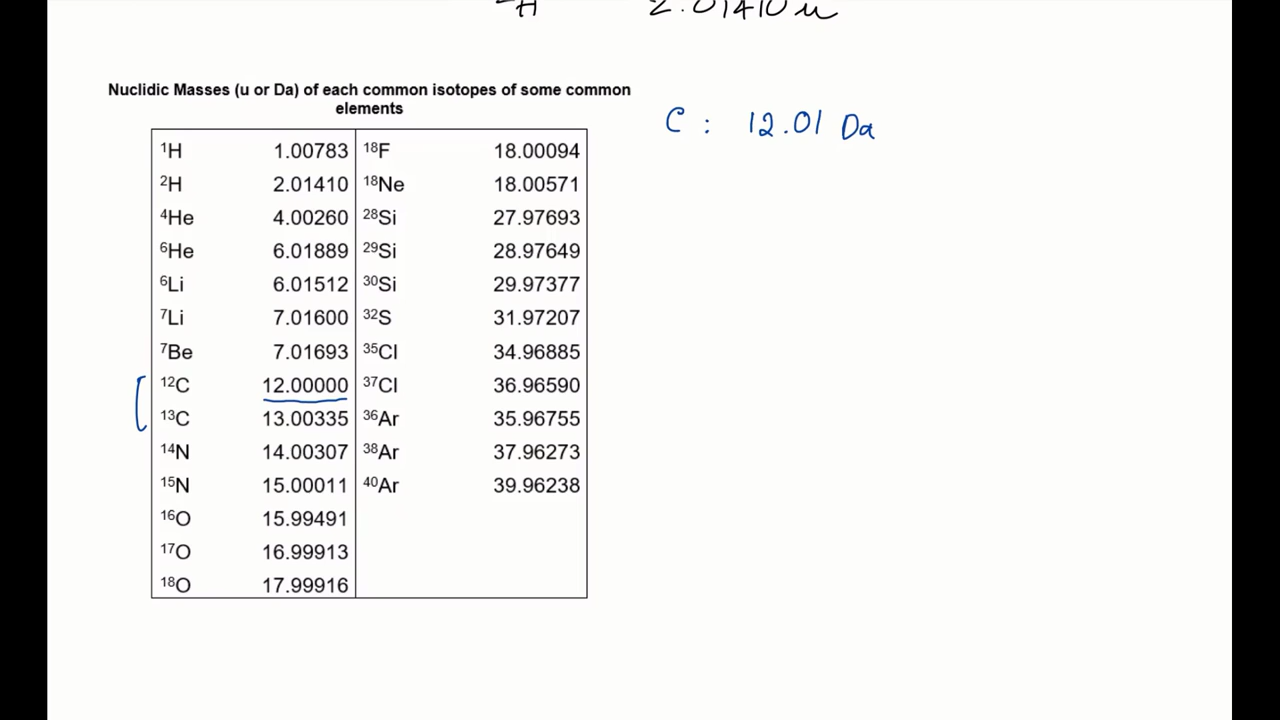 ²H 2.01410 u
Nuclidic Masses (u or Da) of each common isotopes of some common
elements
C : 12.01 Da
¹H 1.00783 ¹⁸F 18.00094
²H 2.01410 ¹⁸Ne 18.00571
⁴He 4.00260 ²⁸Si 27.97693
⁶He 6.01889 ²⁹Si 28.97649
⁶Li 6.01512 ³⁰Si 29.97377
⁷Li 7.01600 ³²S 31.97207
⁷Be 7.01693 ³⁵Cl 34.96885
¹²C 12.00000 ³⁷Cl 36.96590
¹³C 13.00335 ³⁶Ar 35.96755
¹⁴N 14.00307 ³⁸Ar 37.96273
¹⁵N 15.00011 ⁴⁰Ar 39.96238
¹⁶O 15.99491
¹⁷O 16.99913
¹⁸O 17.99916